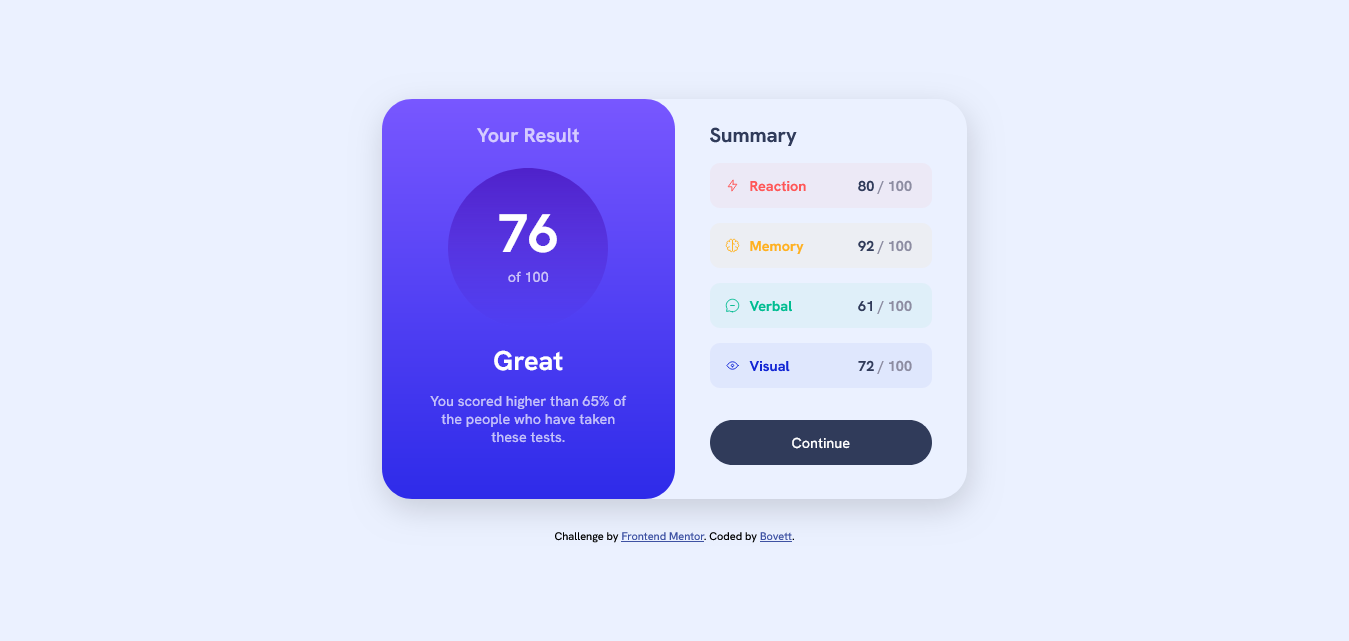 Your Result
76
of 100
Great
You scored higher than 65% of
the people who have taken
these tests.
Summary
Reaction 80 / 100
Memory 92 / 100
Verbal 61 / 100
Visual 72 / 100
Continue
Challenge by Frontend Mentor. Coded by Bovett.